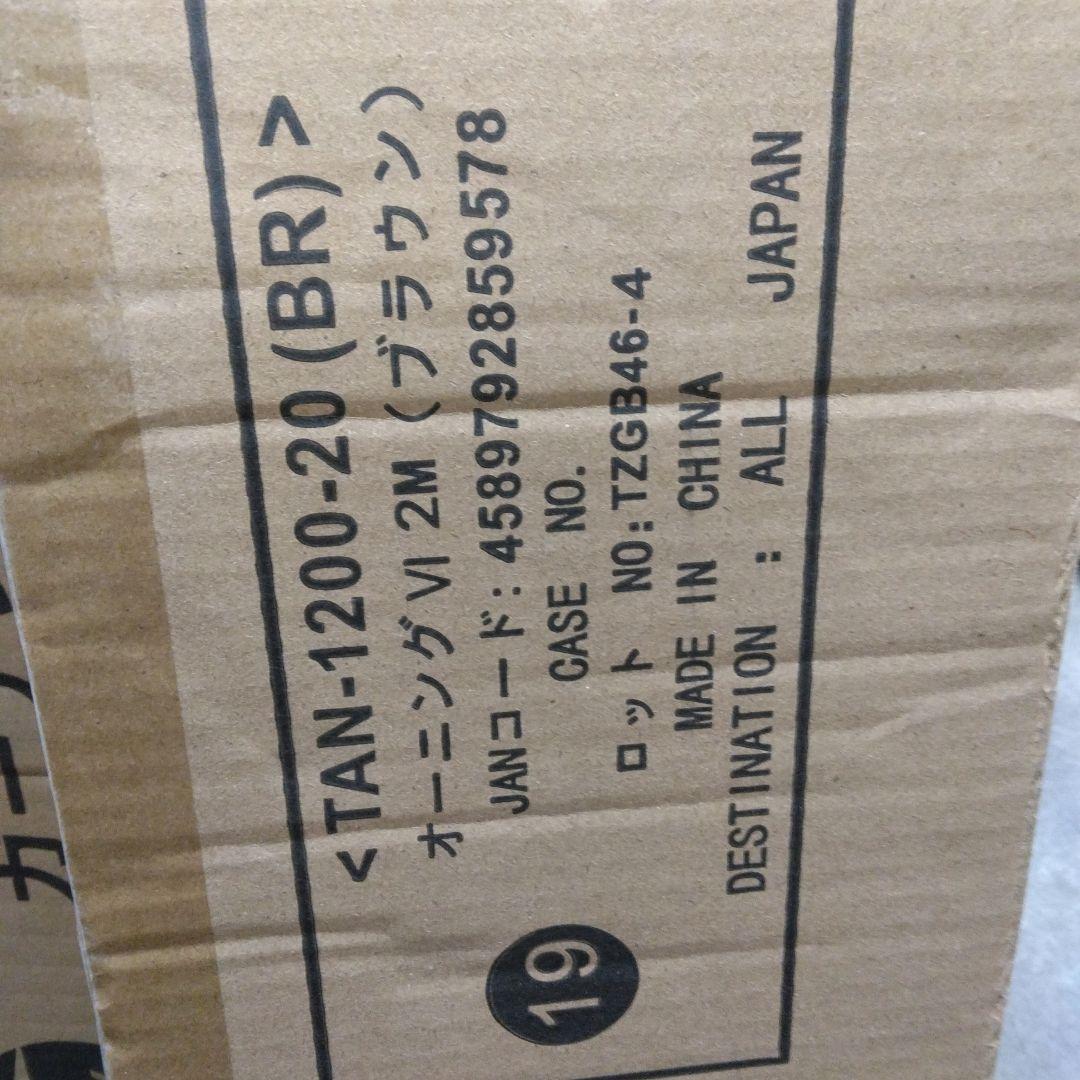 <TAN-1200-20(BR)>
オーニングVI 2M (ブラウン)
JANコード: 4589792859578
CASE NO.
ロット NO:TZGB46-4
MADE IN CHINA
DESTINATION : ALL JAPAN
19